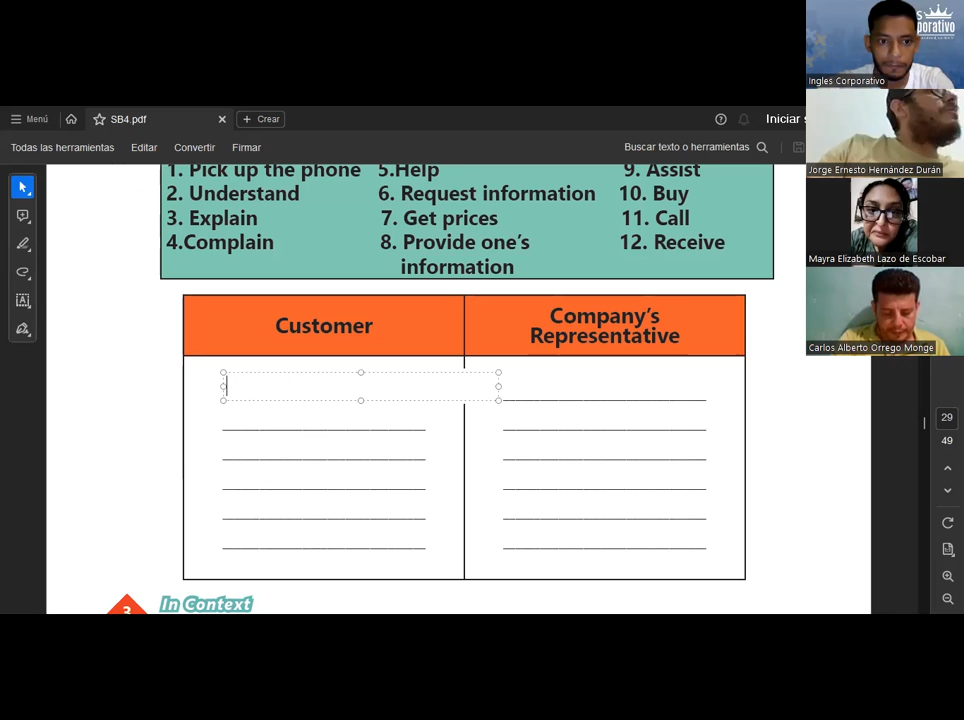 Menú
SB4.pdf
Crear
Iniciar s
Todas las herramientas
Editar
Convertir
Firmar
Buscar texto o herramientas
1. Pick up the phone
5.Help
9. Assist
2. Understand
6. Request information
10. Buy
3. Explain
7. Get prices
11. Call
4.Complain
8. Provide one's
information
12. Receive
Customer
Company's
Representative
3
In Context
29
49
S
porativo
Ingles Corporativo
Jorge Ernesto Hernández Durán
Mayra Elizabeth Lazo de Escobar
Carlos Alberto Orrego Monge